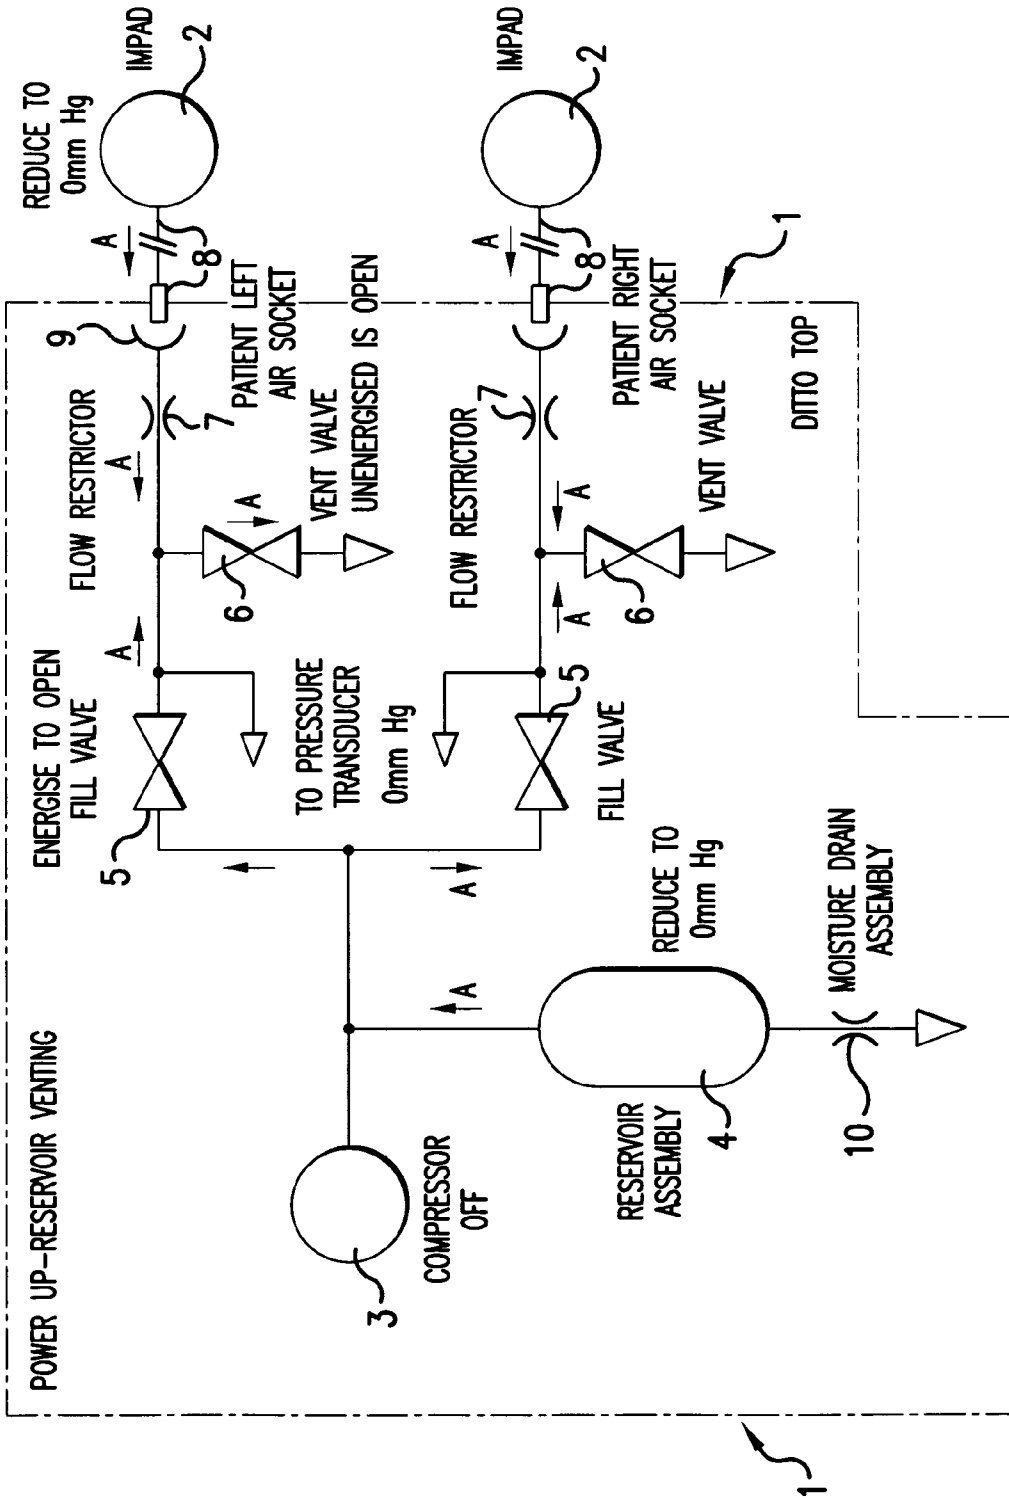 POWER UP-RESERVOIR VENTING
ENERGISE TO OPEN
FILL VALVE
5
A
FLOW RESTRICTOR
A
7
9
A
8
REDUCE TO
0mm Hg
IMPAD
2
6
A
VENT VALVE
UNENERGISED IS OPEN
PATIENT LEFT
AIR SOCKET
TO PRESSURE
TRANSDUCER
0mm Hg
3
COMPRESSOR
OFF
A
A
5
FILL VALVE
A
FLOW RESTRICTOR
A
7
A
8
IMPAD
2
6
VENT VALVE
PATIENT RIGHT
AIR SOCKET
DITTO TOP
1
RESERVOIR
ASSEMBLY
4
REDUCE TO
0mm Hg
10
MOISTURE DRAIN
ASSEMBLY
1